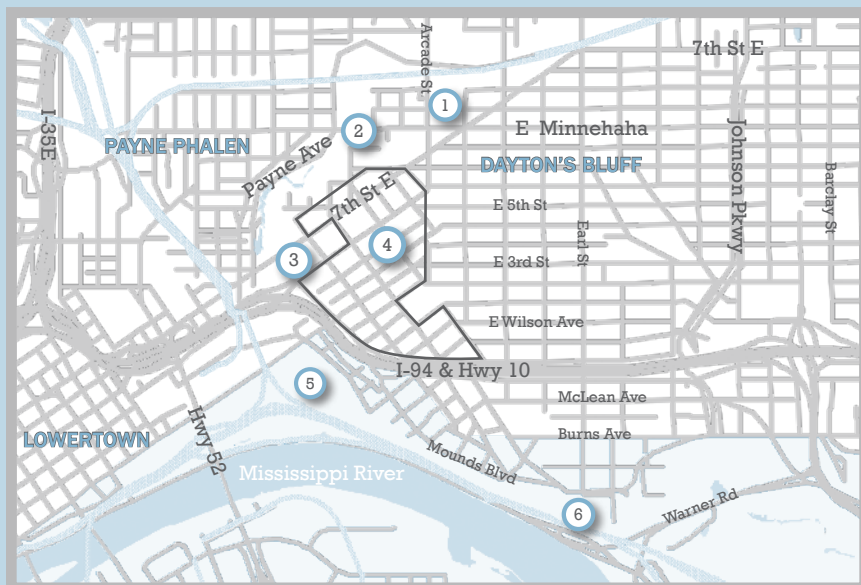 Arcade St
7th St E
I-35E
1
2
E Minnehaha
PAYNE PHALEN
Payne Ave
DAYTON'S BLUFF
Johnson Pkwy
Barclay St
7th St E
E 5th St
Earl St
4
3
E 3rd St
E Wilson Ave
I-94 & Hwy 10
5
McLean Ave
Hwy 52
LOWERTOWN
Burns Ave
Mounds Blvd
Mississippi River
Warner Rd
6